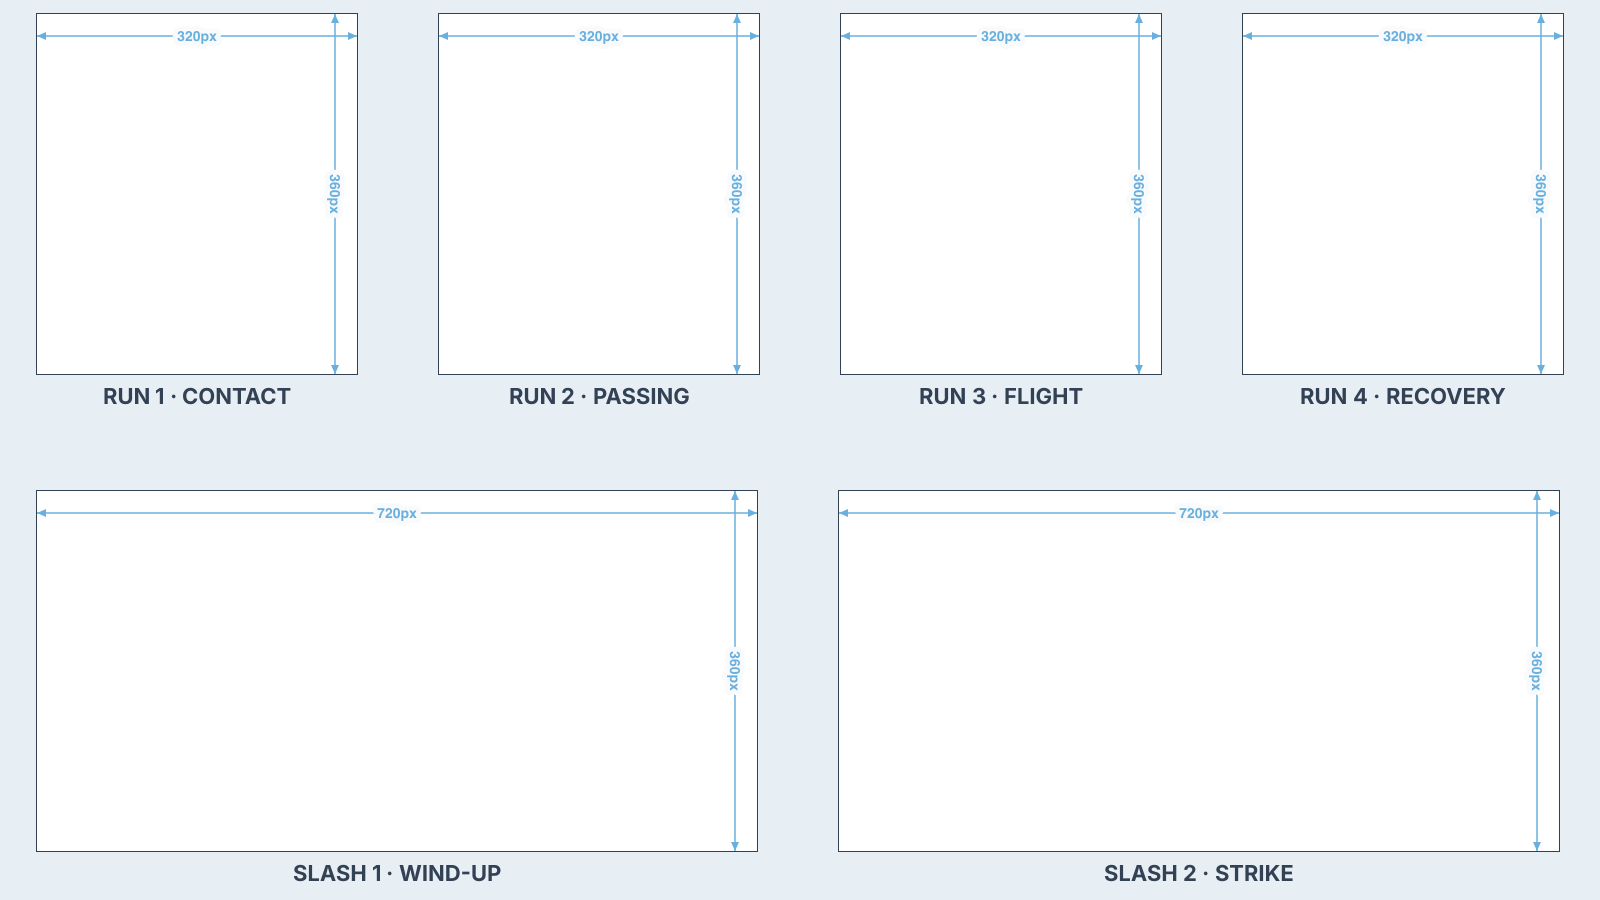 320px
320px
320px
320px
360px
360px
360px
360px
RUN 1 · CONTACT
RUN 2 · PASSING
RUN 3 · FLIGHT
RUN 4 · RECOVERY
720px
720px
360px
360px
SLASH 1 · WIND-UP
SLASH 2 · STRIKE